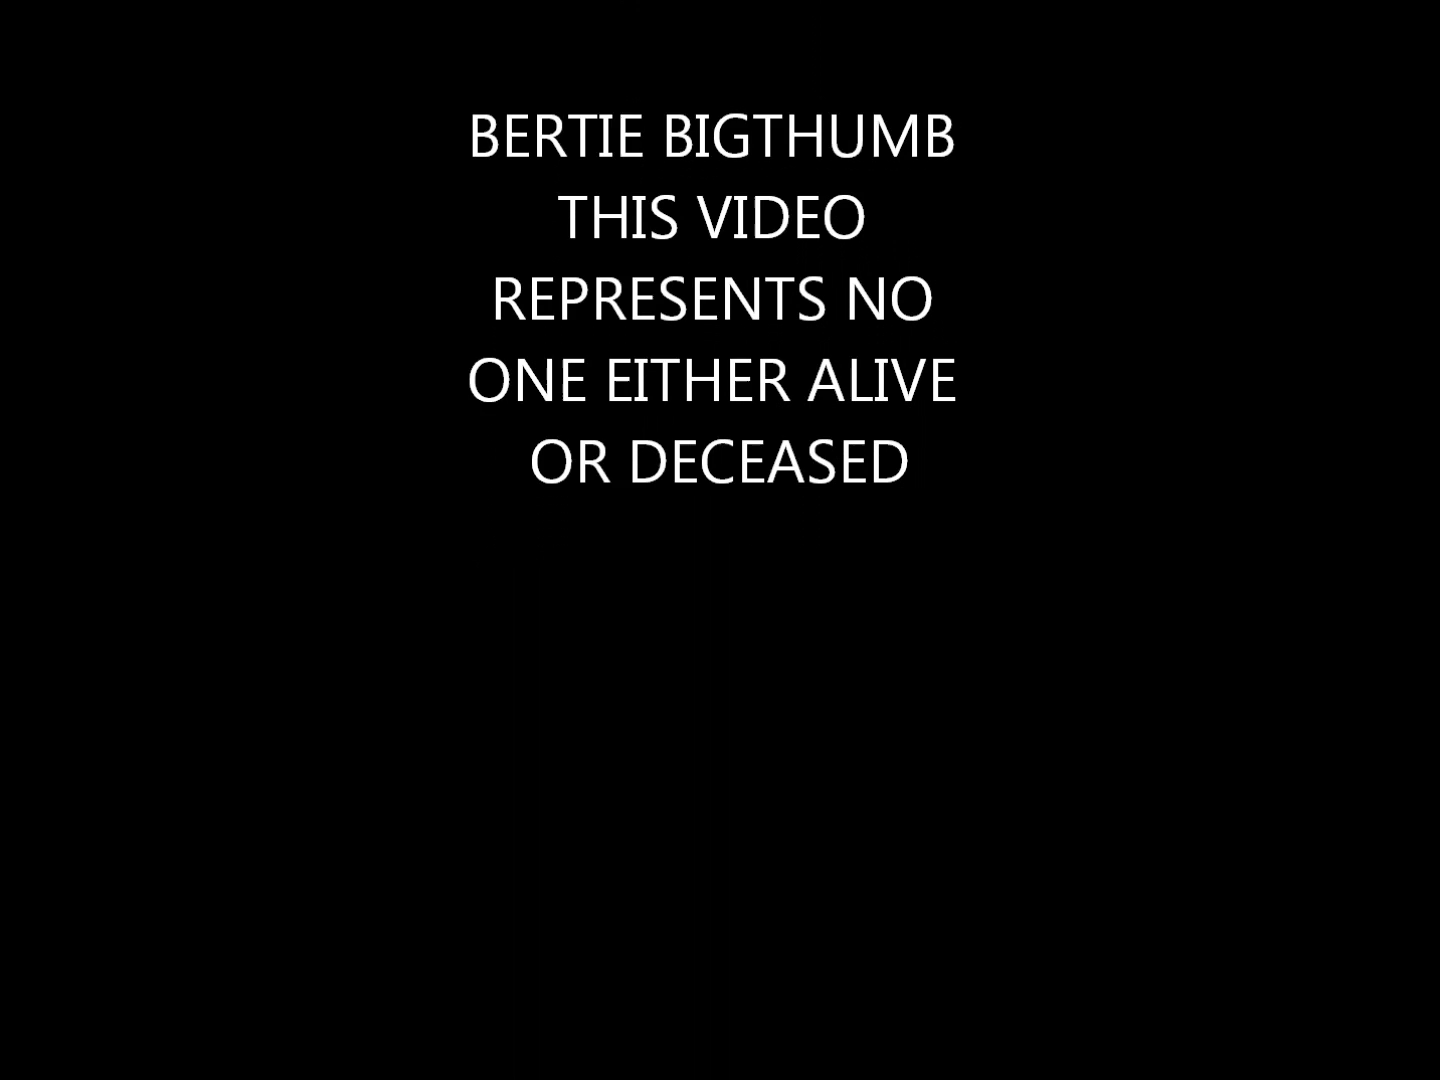 BERTIE BIGTHUMB
THIS VIDEO
REPRESENTS NO
ONE EITHER ALIVE
OR DECEASED